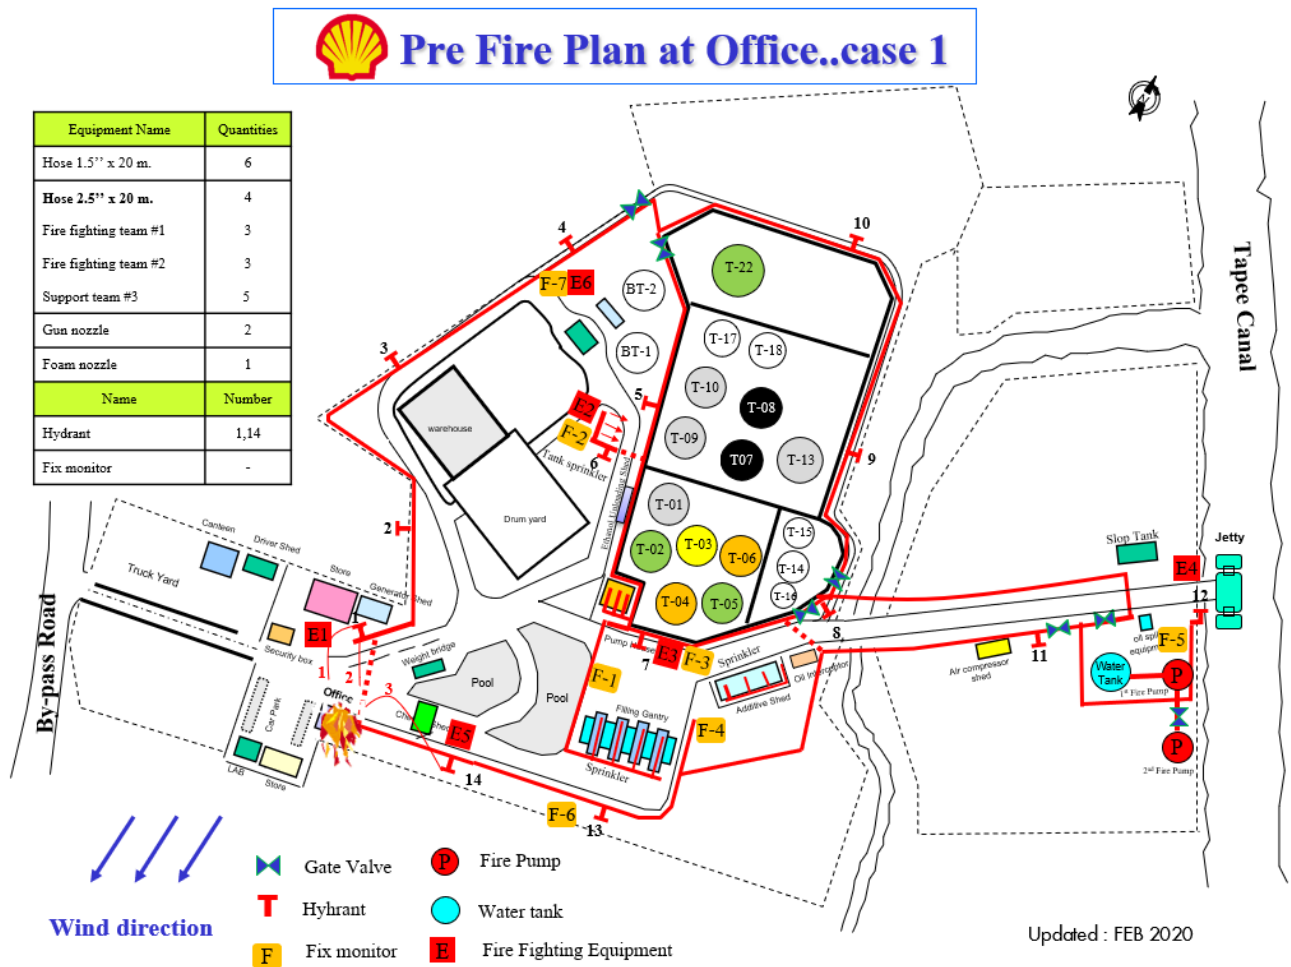 Pre Fire Plan at Office..case 1
Equipment Name Quantities
Hose 1.5’’ x 20 m. 6
Hose 2.5’’ x 20 m. 4
Fire fighting team #1 3
Fire fighting team #2 3
Support team #3 5
Gun nozzle 2
Foam nozzle 1
Name Number
Hydrant 1,14
Fix monitor -
N
Tapee Canal
10
4
T-22
F-7 E6
BT-2
T-17
T-18
BT-1
3
T-10
E2
5
T-08
F-2
warehouse
T-09
6
T07
T-13
9
Tank sprinkler
Ethanol Unloading Shed
T-01
Drum yard
2
T-15
Canteen
Driver Shed
T-02
T-03
T-06
Slop Tank
Jetty
Truck Yard
Store
T-14
E4
Generator Shed
T-04
T-05
T-16
12
By-pass Road
E1
1
8
Security box
Pump House
7
E3
F-3
Sprinkler
11
F-5
Weight bridge
Oil Interceptor
Air compressor
shed
Water
Tank
P
1st Fire Pump
1
2
3
Office
Pool
Pool
F-1
Additive Shed
Car Park
E5
Filling Gantry
F-4
P
2nd Fire Pump
LAB
Store
14
Sprinkler
F-6
13
Wind direction
Gate Valve
P Fire Pump
Hyhrant
Water tank
F Fix monitor
E Fire Fighting Equipment
Updated : FEB 2020